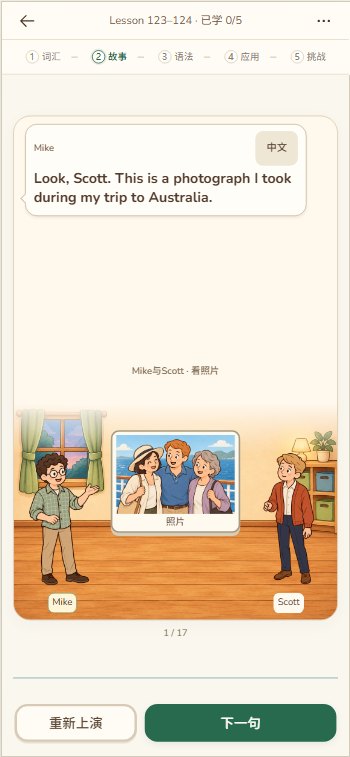 Lesson 123–124 · 已学 0/5
1 词汇 – 2 故事 – 3 语法 – 4 应用 – 5 挑战
Mike
中文
Look, Scott. This is a photograph I took
during my trip to Australia.
Mike与Scott · 看照片
照片
Mike
Scott
1 / 17
重新上演
下一句